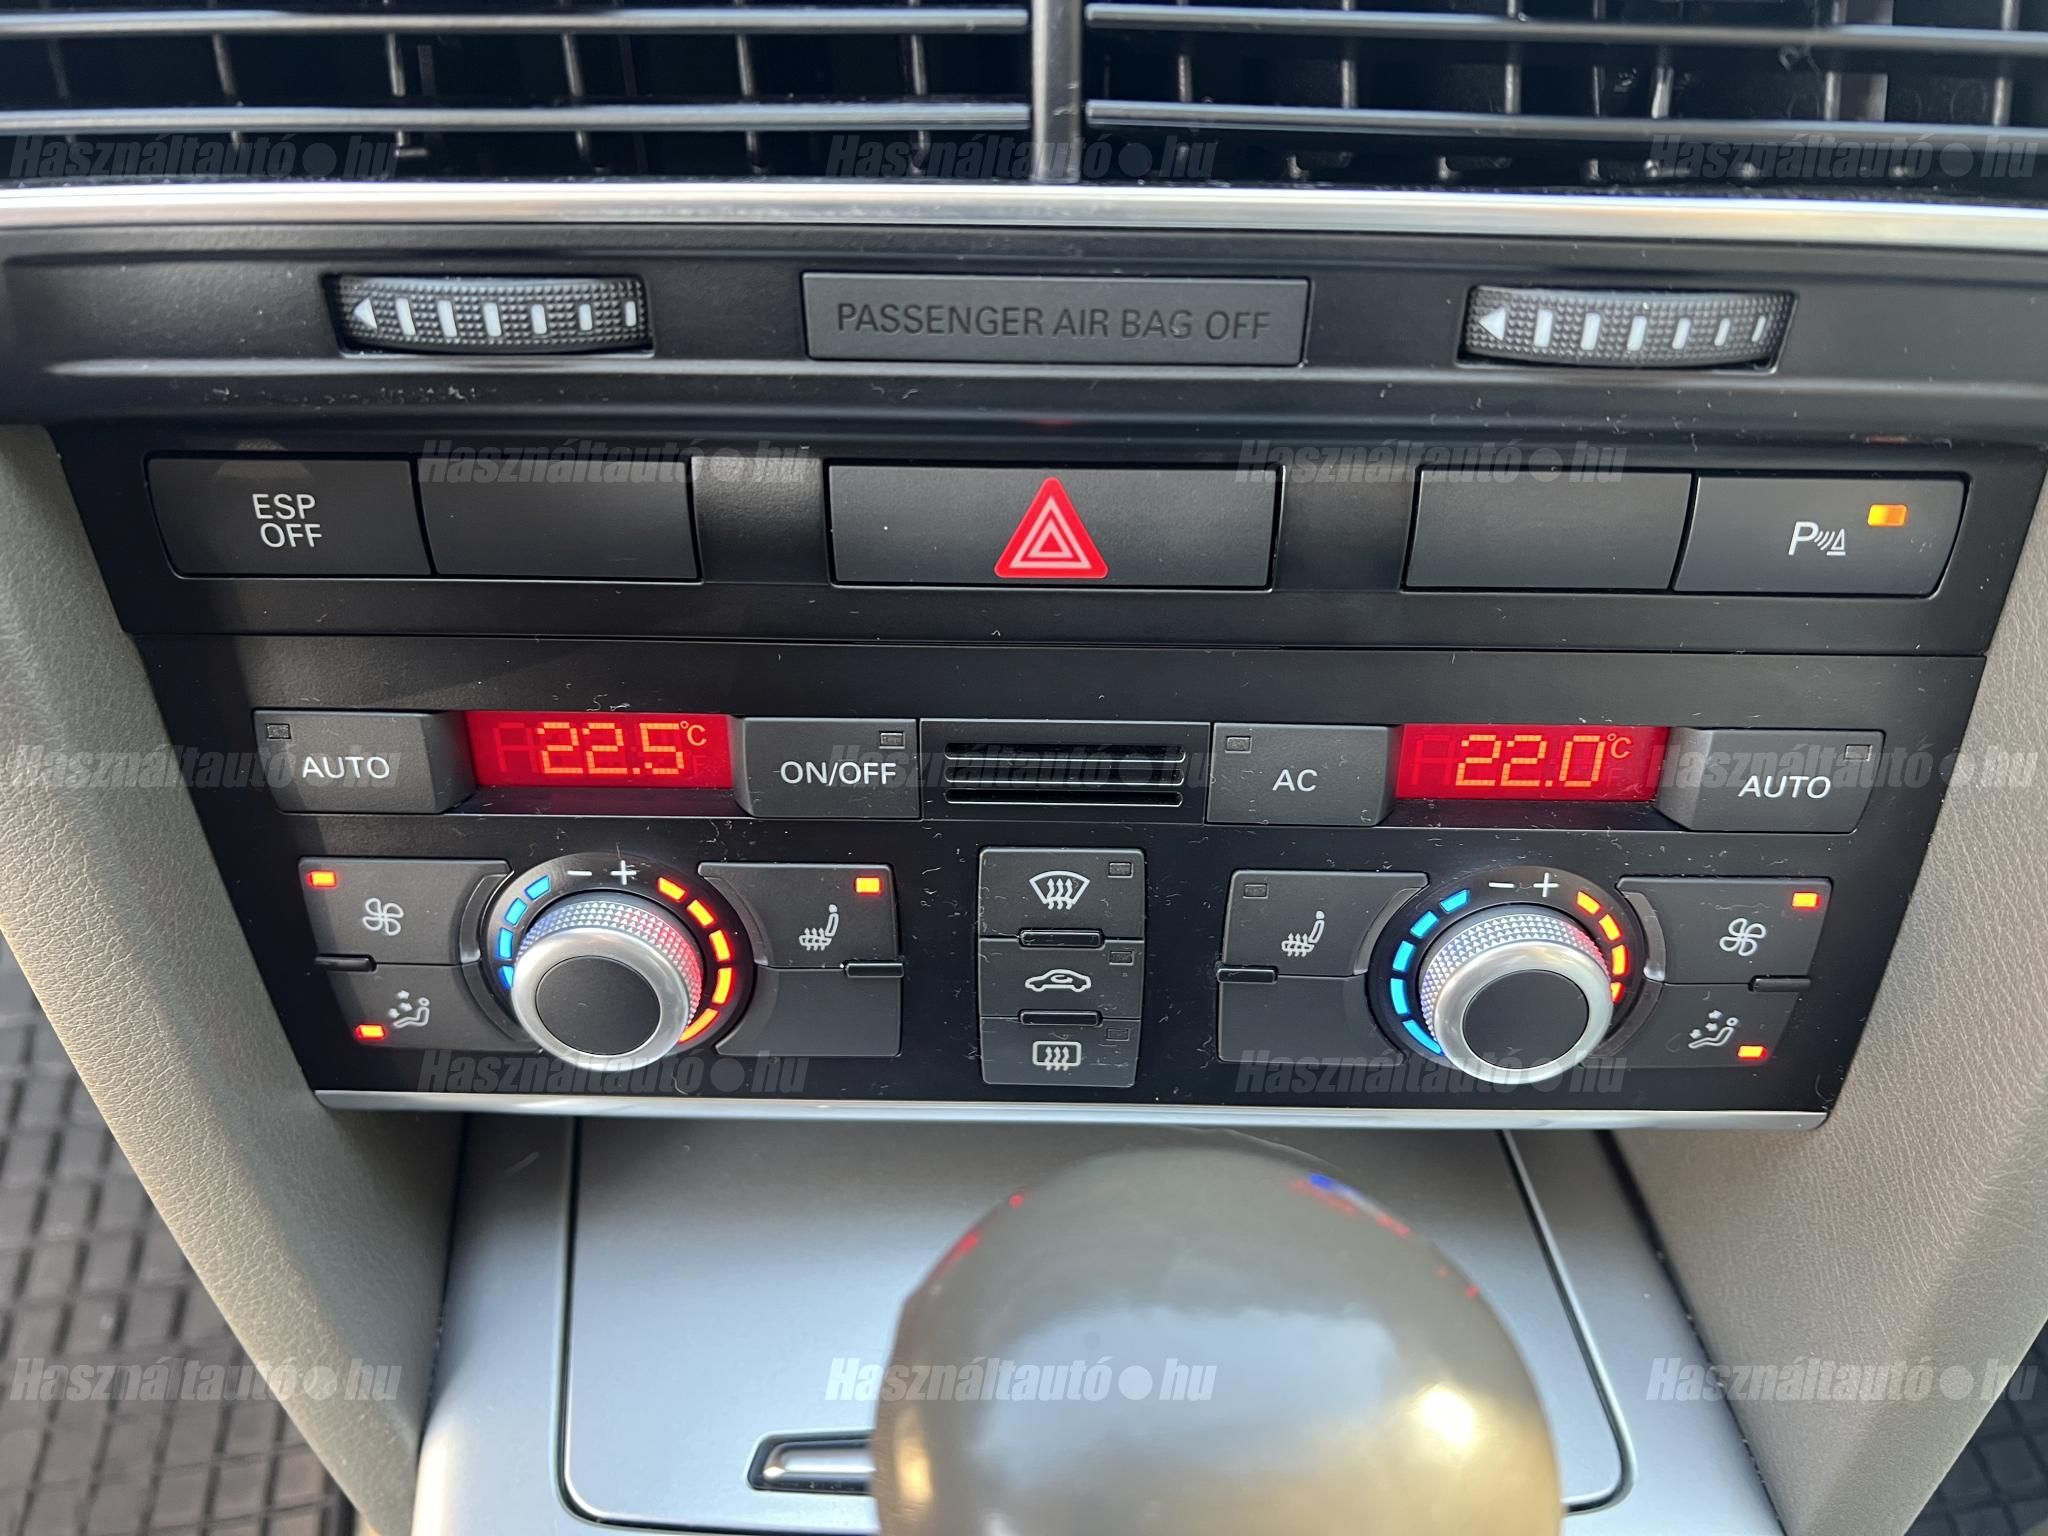 Használtautó.hu Használtautó.hu Használtautó.hu
PASSENGER AIR BAG OFF
Használtautó.hu Használtautó.hu
ESP
OFF
P
AUTO 22.5°C ON/OFF AC 22.0°C AUTO
Használtautó.hu Használtautó.hu Használtautó.hu
- + - +
Használtautó.hu Használtautó.hu
Használtautó.hu Használtautó.hu Használtautó.hu